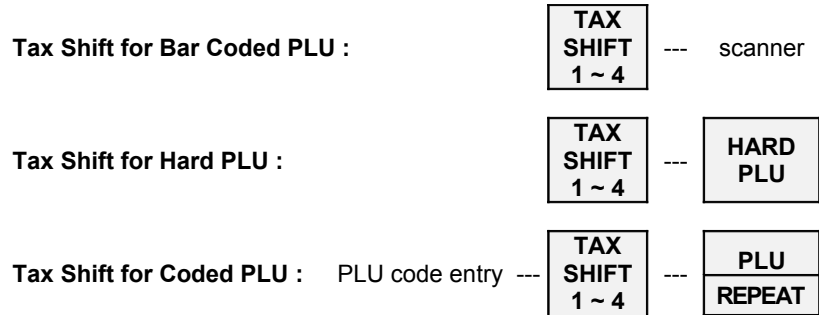 TAX
Tax Shift for Bar Coded PLU : SHIFT --- scanner
1 ~ 4
TAX
Tax Shift for Hard PLU : SHIFT --- HARD PLU
1 ~ 4
TAX
Tax Shift for Coded PLU : PLU code entry --- SHIFT --- PLU REPEAT
1 ~ 4